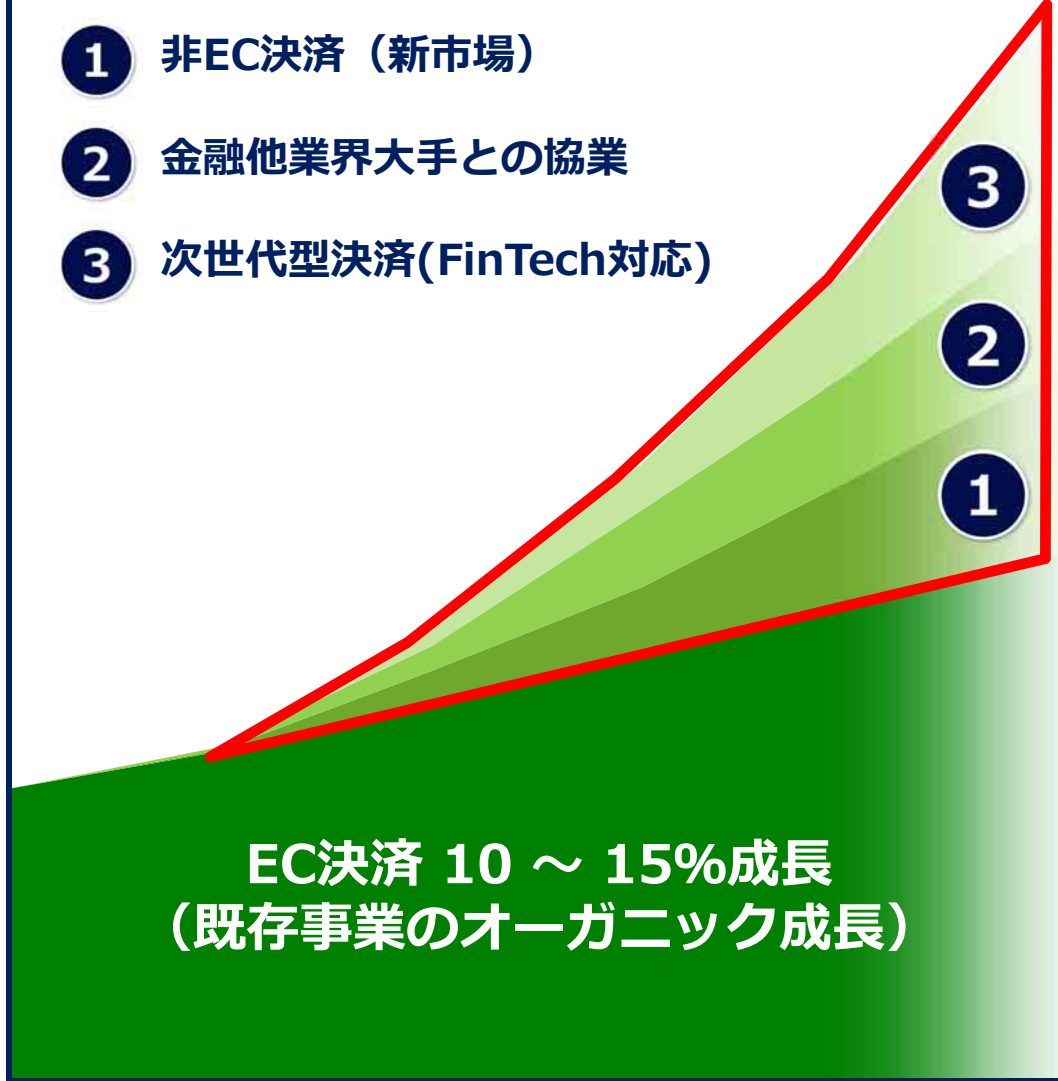 1 非EC決済（新市場）
2 金融他業界大手との協業
3 次世代型決済(FinTech対応)
3
2
1
EC決済 10 ～ 15%成長
（既存事業のオーガニック成長）